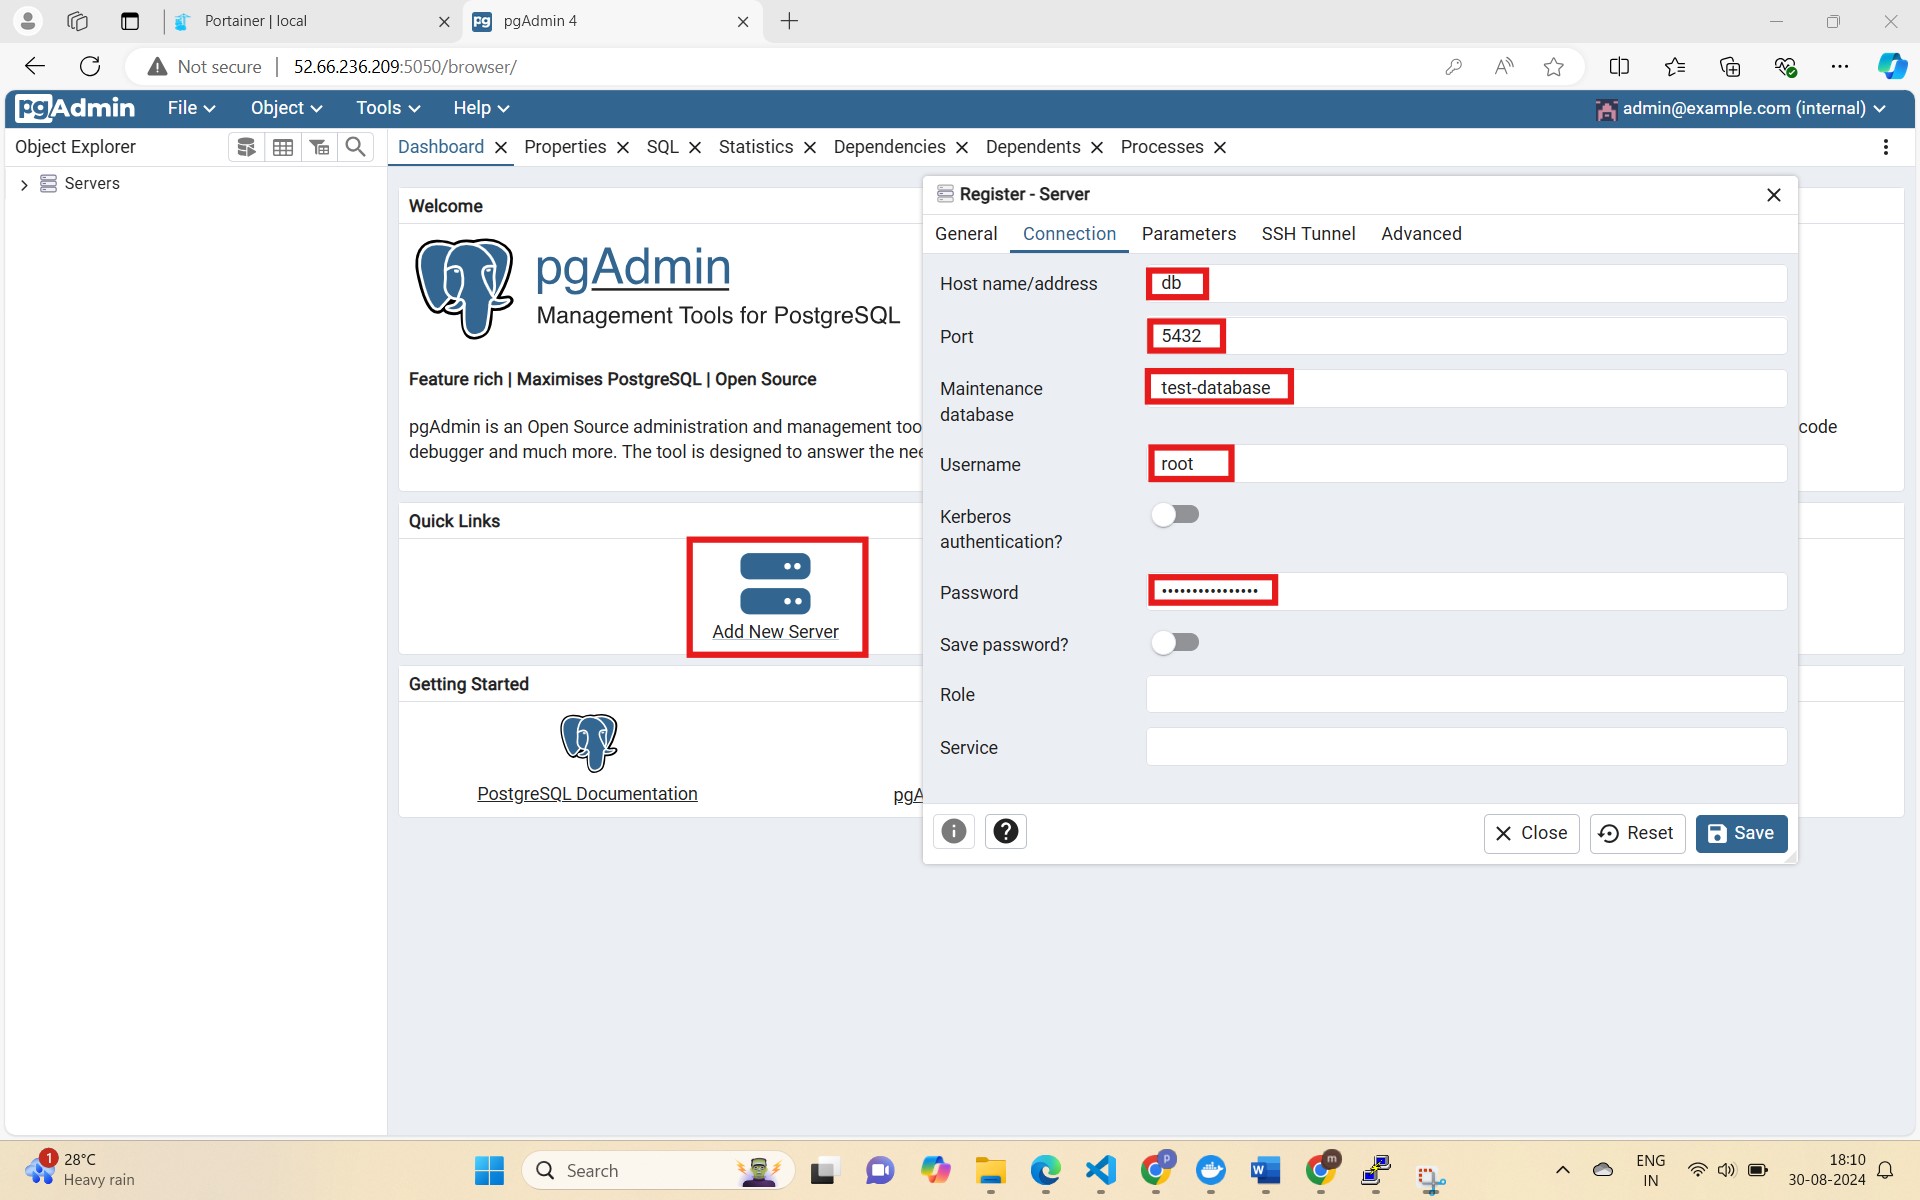 Portainer | local
pgAdmin 4
Not secure
52.66.236.209:5050/browser/
pgAdmin
File
Object
Tools
Help
admin@example.com (internal)
Object Explorer
Dashboard
Properties
SQL
Statistics
Dependencies
Dependents
Processes
Servers
Welcome
pgAdmin
Management Tools for PostgreSQL
Feature rich | Maximises PostgreSQL | Open Source
pgAdmin is an Open Source administration and management too
code
debugger and much more. The tool is designed to answer the nee
Quick Links
Add New Server
Getting Started
PostgreSQL Documentation
pgA
Register - Server
General
Connection
Parameters
SSH Tunnel
Advanced
Host name/address
db
Port
5432
Maintenance
database
test-database
Username
root
Kerberos
authentication?
Password
••••••••••••••••
Save password?
Role
Service
Close
Reset
Save
1
28°C
Heavy rain
Search
P
m
ENG
IN
18:10
30-08-2024